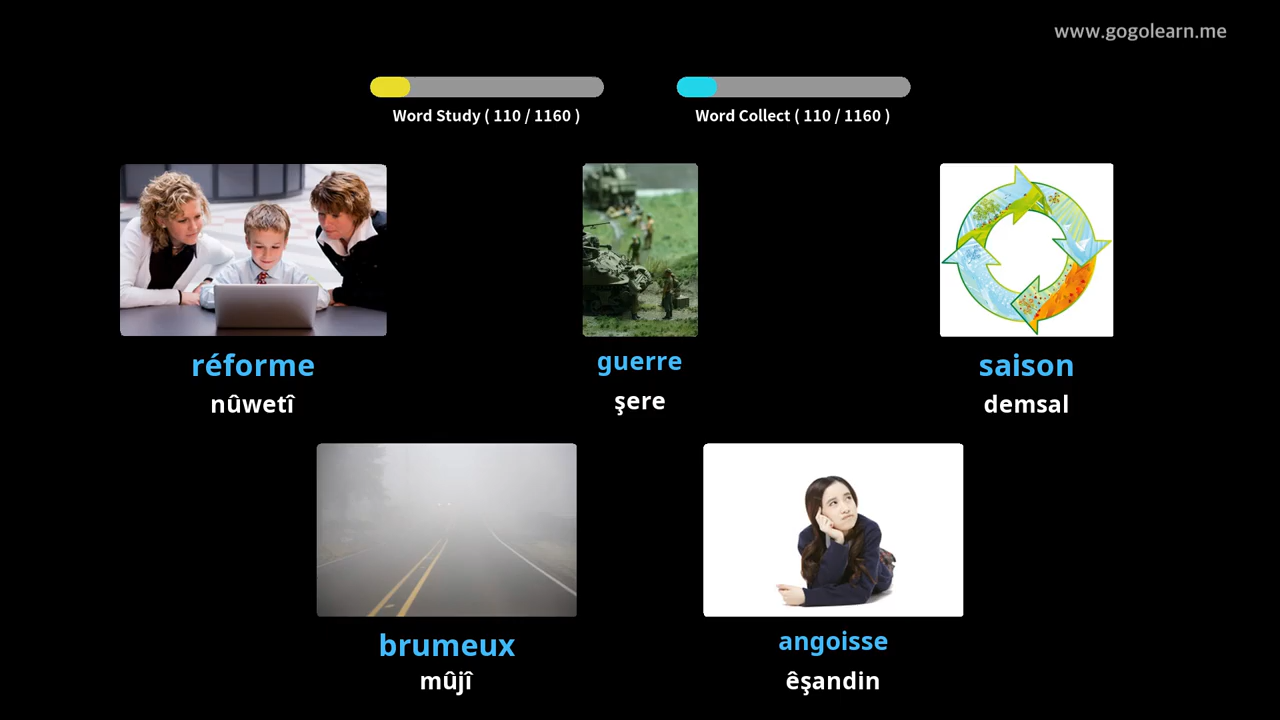 www.gogolearn.me
Word Study ( 110 / 1160 )
Word Collect ( 110 / 1160 )
réforme
nûwetî
guerre
şere
saison
demsal
brumeux
mûjî
angoisse
êşandin